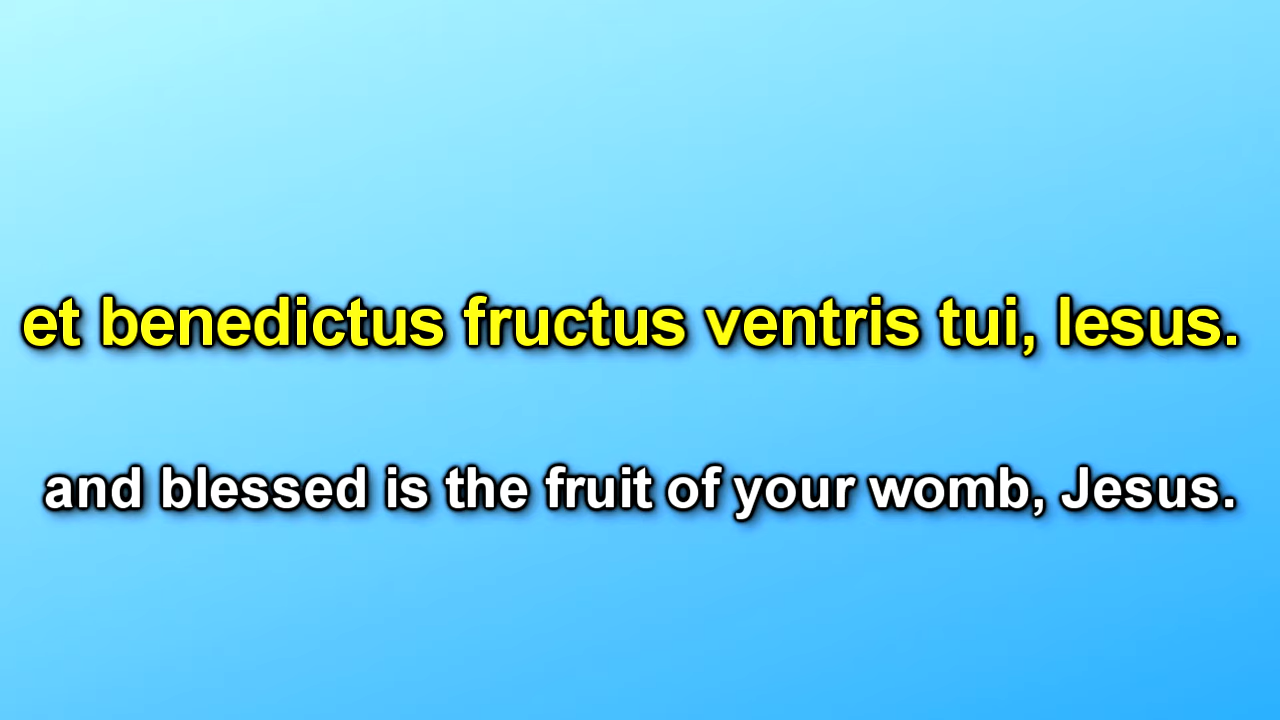 et benedictus fructus ventris tui, Iesus.
and blessed is the fruit of your womb, Jesus.